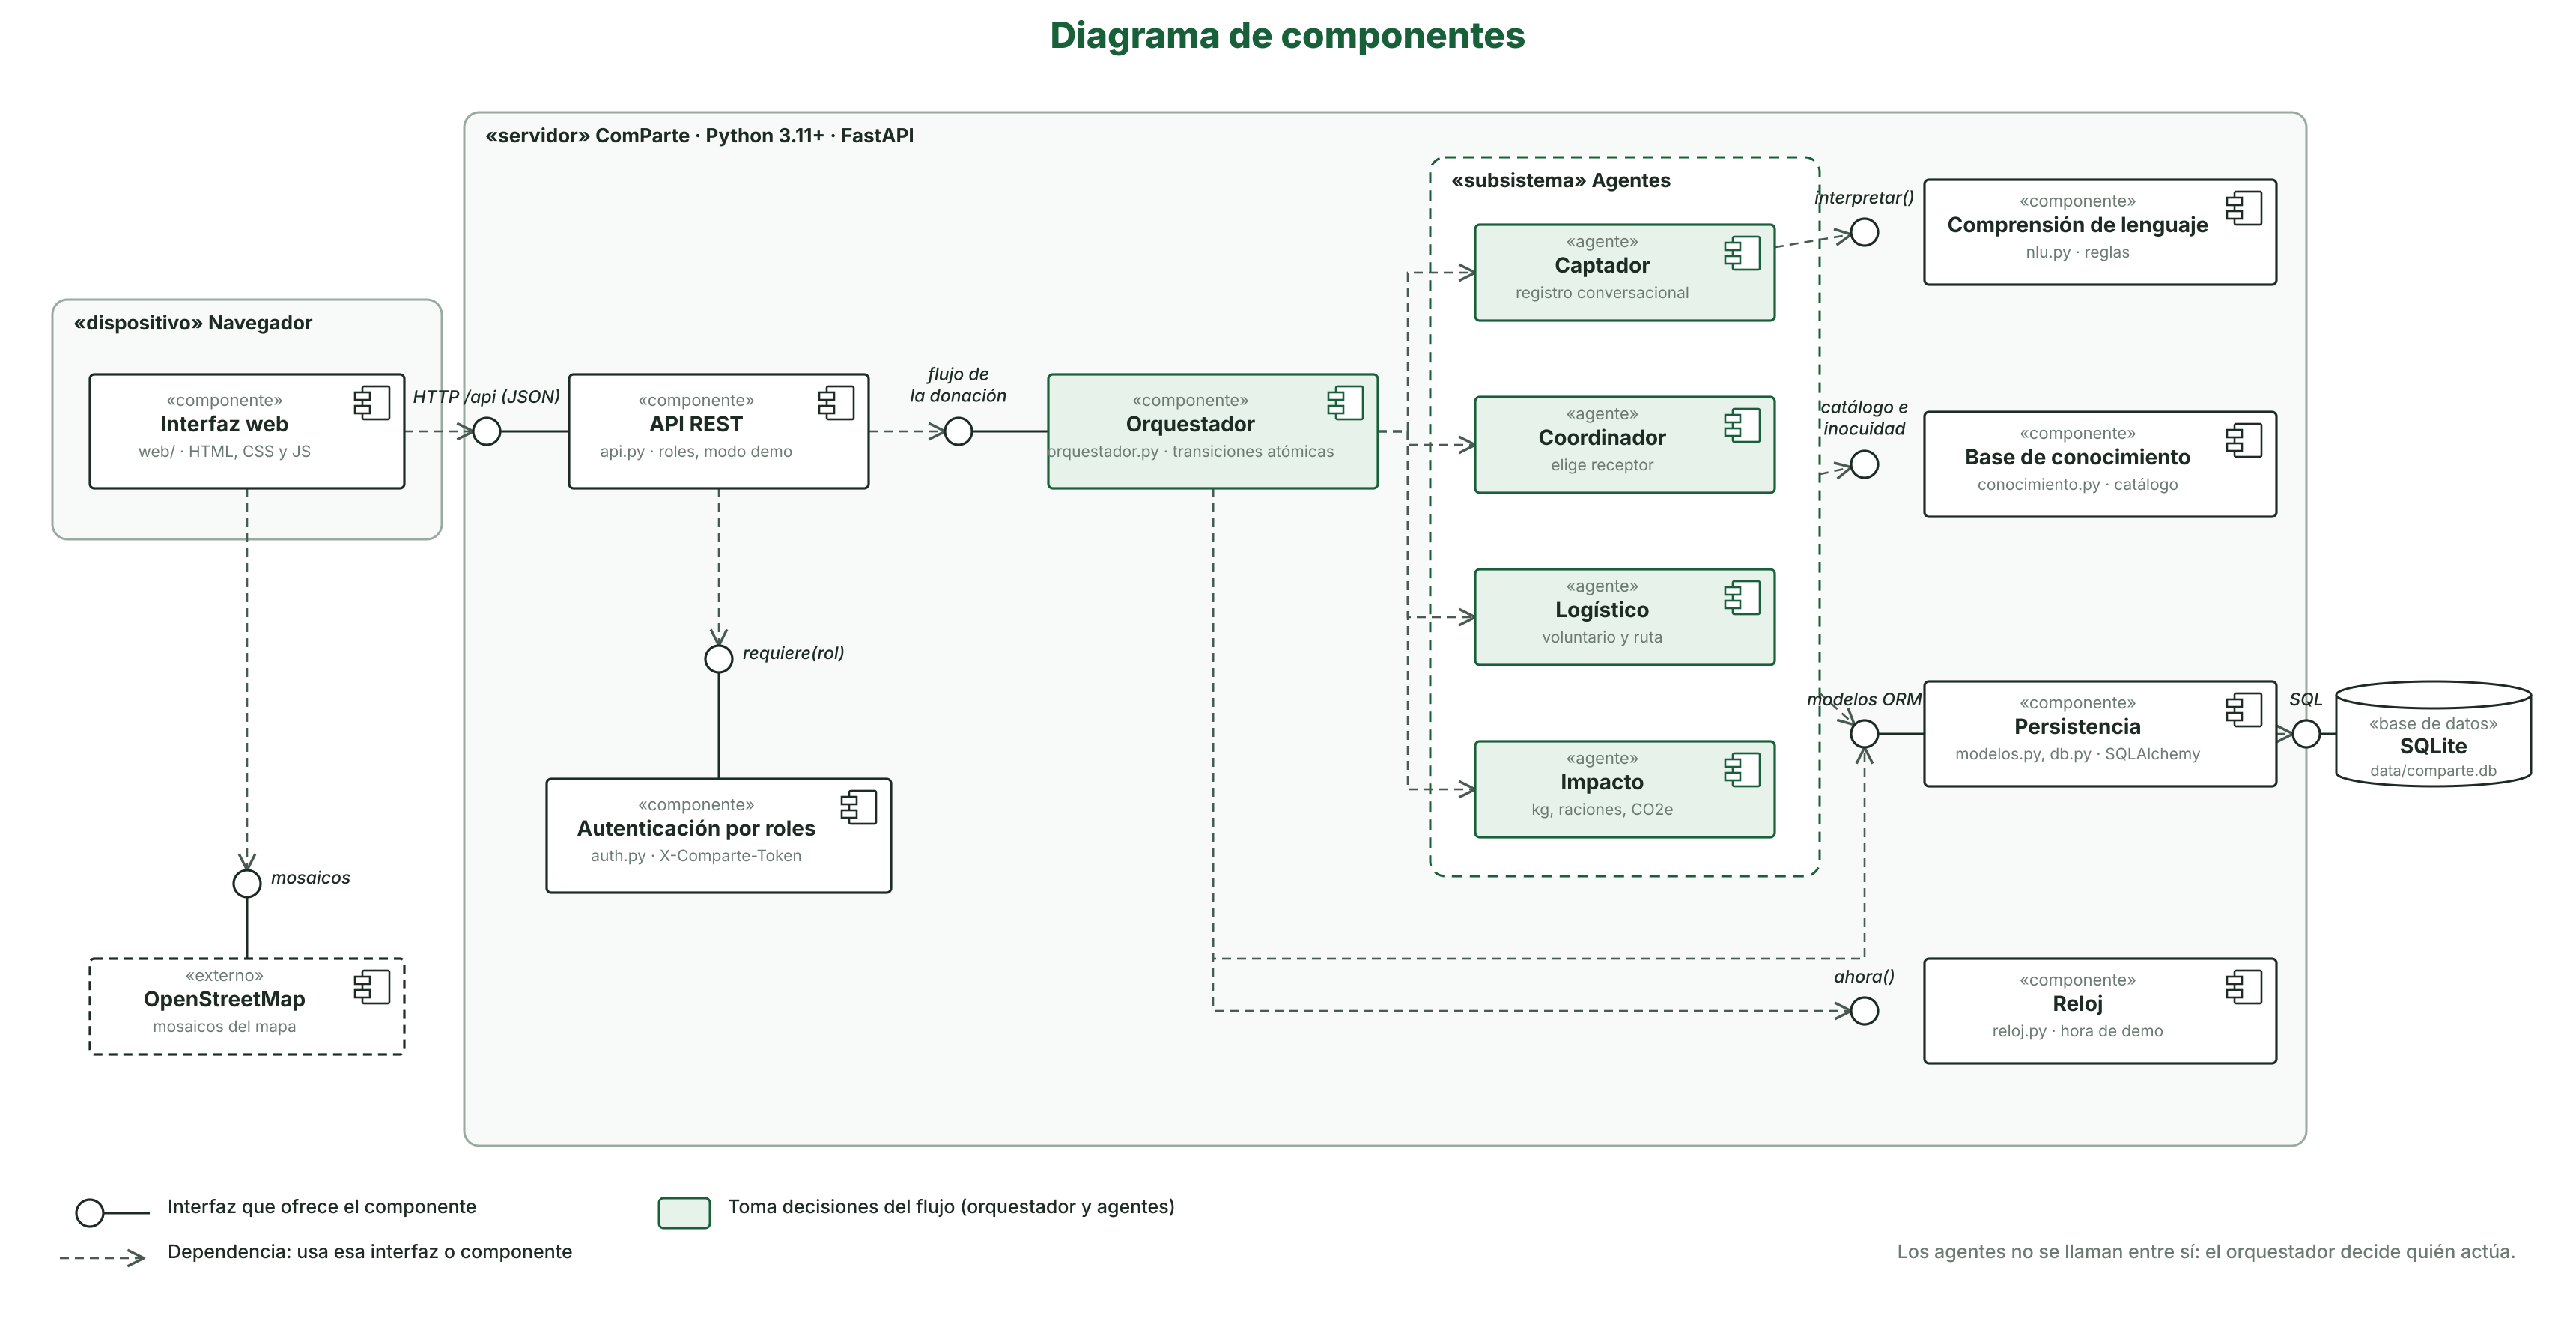 Diagrama de componentes
«servidor» ComParte · Python 3.11+ · FastAPI
«subsistema» Agentes
interpretar()
«componente»
Comprensión de lenguaje
nlu.py · reglas
«agente»
Captador
registro conversacional
«dispositivo» Navegador
«componente»
Interfaz web
web/ · HTML, CSS y JS
HTTP /api (JSON)
«componente»
API REST
api.py · roles, modo demo
flujo de
la donación
«componente»
Orquestador
orquestador.py · transiciones atómicas
«agente»
Coordinador
elige receptor
catálogo e
inocuidad
«componente»
Base de conocimiento
conocimiento.py · catálogo
«agente»
Logístico
voluntario y ruta
requiere(rol)
modelos ORM
«componente»
Persistencia
modelos.py, db.py · SQLAlchemy
SQL
«base de datos»
SQLite
data/comparte.db
«agente»
Impacto
kg, raciones, CO2e
«componente»
Autenticación por roles
auth.py · X-Comparte-Token
mosaicos
«externo»
OpenStreetMap
mosaicos del mapa
ahora()
«componente»
Reloj
reloj.py · hora de demo
Interfaz que ofrece el componente
Toma decisiones del flujo (orquestador y agentes)
Dependencia: usa esa interfaz o componente
Los agentes no se llaman entre sí: el orquestador decide quién actúa.